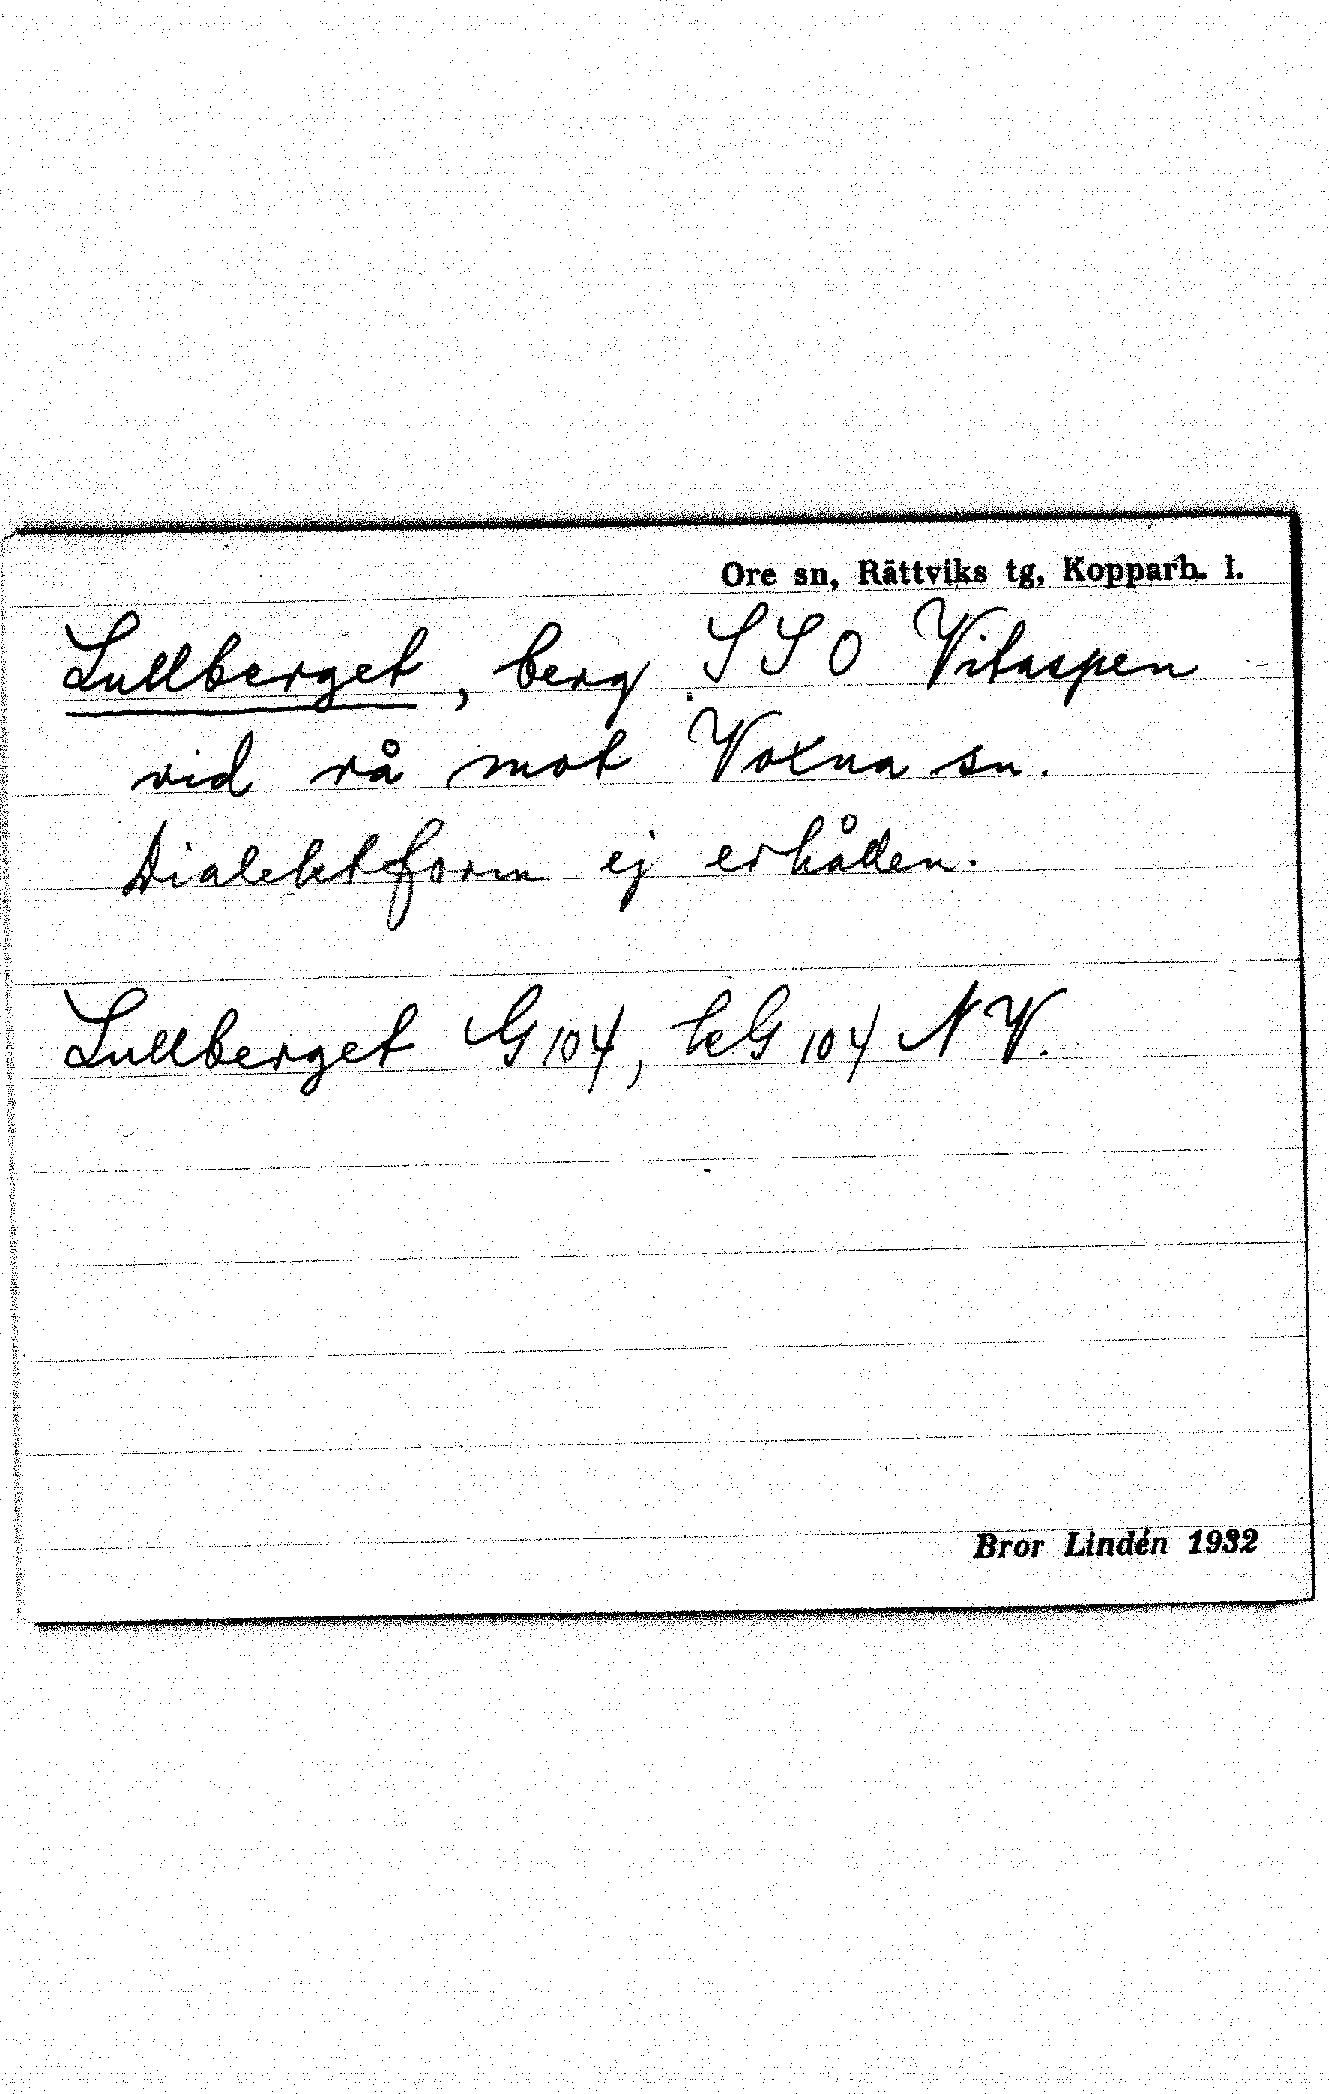 Ore sn, Rättviks tg, Kopparb. l.
Lullberget, berg SSO Vitaspen
vid rå mot Voxna sn.
Dialektform ej erhållen.
Lullberget G 104, keG 104 NV.
Bror Lindén 1932